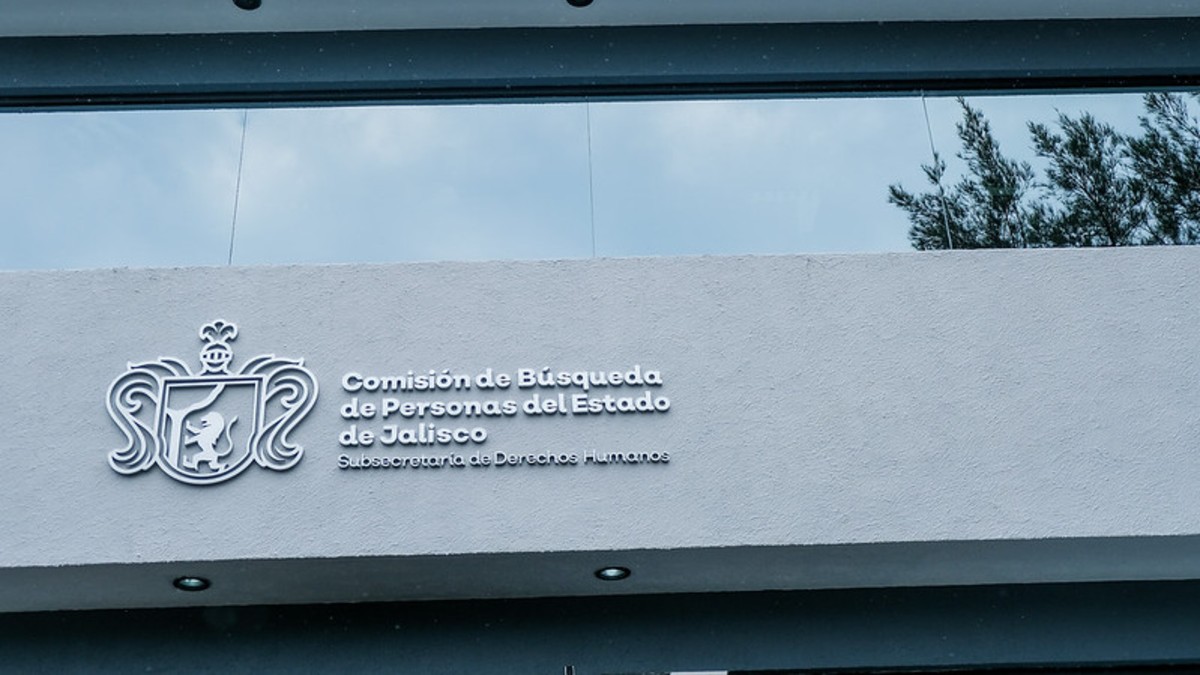 Comisión de Búsqueda
de Personas del Estado
de Jalisco
Subsecretaría de Derechos Humanos